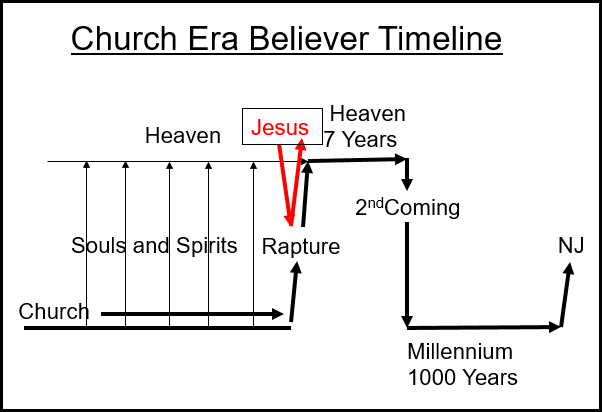 Church Era Believer Timeline
Heaven
Jesus
Heaven
7 Years
2ndComing
Souls and Spirits
Rapture
NJ
Church
Millennium
1000 Years